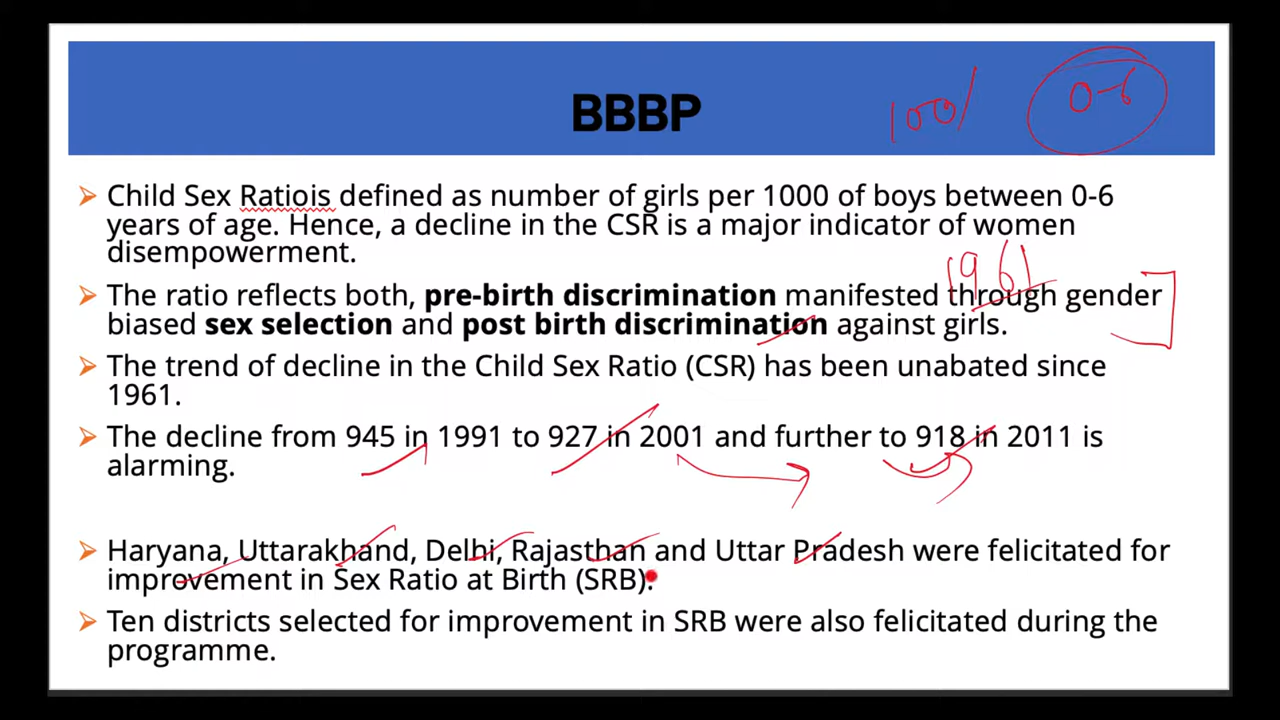 BBBP
100/
0-6
➢ Child Sex Ratiois defined as number of girls per 1000 of boys between 0-6
years of age. Hence, a decline in the CSR is a major indicator of women
disempowerment.
1961
➢ The ratio reflects both, pre-birth discrimination manifested through gender
biased sex selection and post birth discrimination against girls.
➢ The trend of decline in the Child Sex Ratio (CSR) has been unabated since
1961.
➢ The decline from 945 in 1991 to 927 in 2001 and further to 918 in 2011 is
alarming.
➢ Haryana, Uttarakhand, Delhi, Rajasthan and Uttar Pradesh were felicitated for
improvement in Sex Ratio at Birth (SRB).
➢ Ten districts selected for improvement in SRB were also felicitated during the
programme.